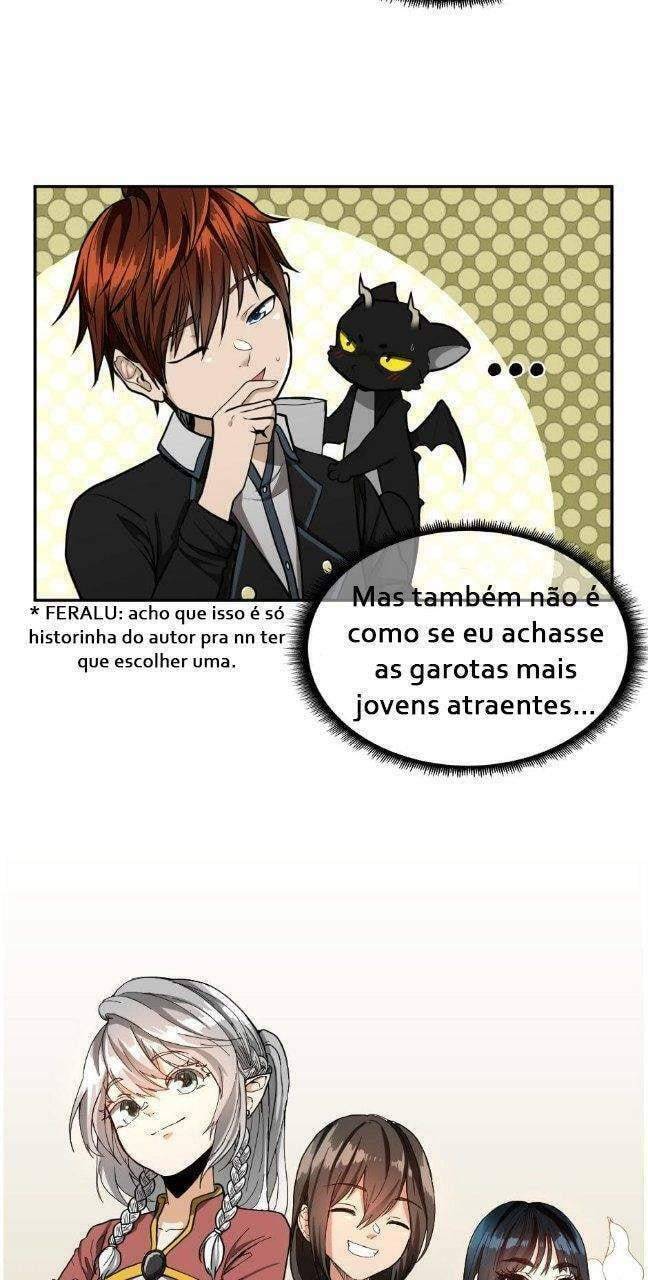 ...
* FERALU: acho que isso é só
historinha do autor pra nn ter
que escolher uma.
Mas também não é
como se eu achasse
as garotas mais
jovens atraentes...